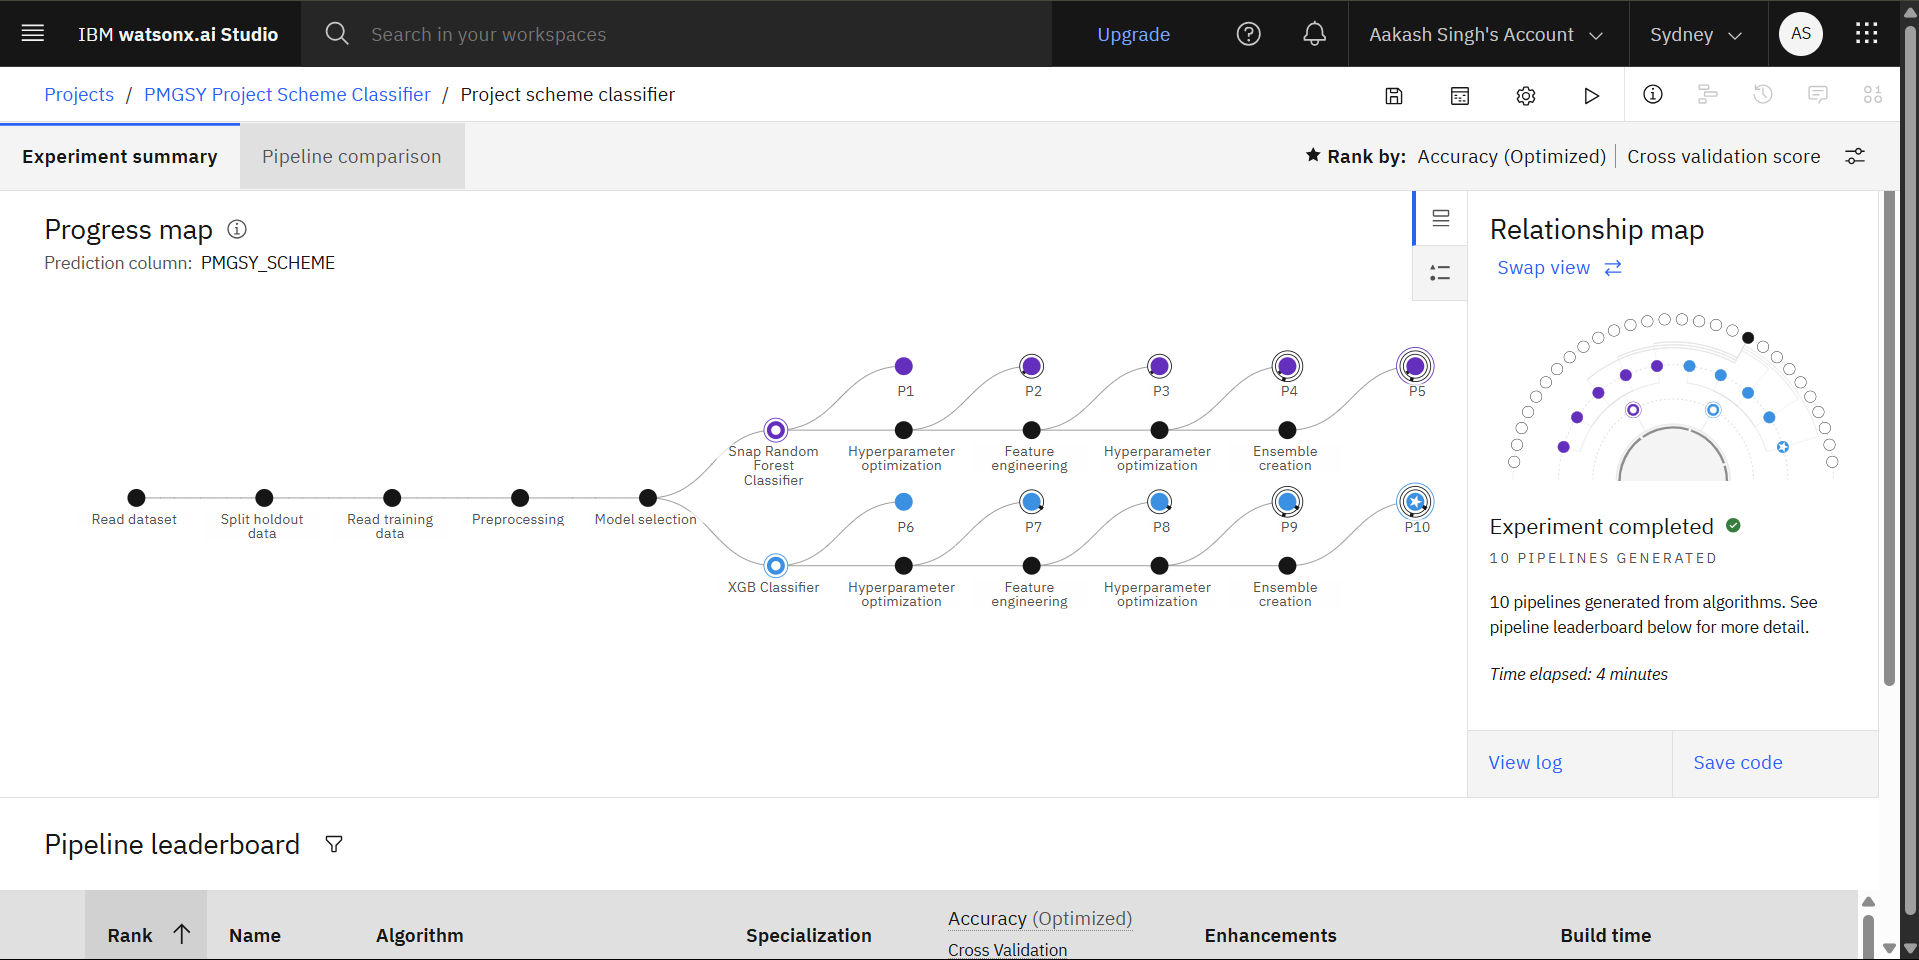 IBM watsonx.ai Studio
Search in your workspaces
Upgrade
Aakash Singh's Account
Sydney
AS
Projects / PMGSY Project Scheme Classifier / Project scheme classifier
Experiment summary
Pipeline comparison
Rank by: Accuracy (Optimized) | Cross validation score
Progress map
Prediction column: PMGSY_SCHEME
P1
P2
P3
P4
P5
Snap Random
Forest
Classifier
Hyperparameter
optimization
Feature
engineering
Hyperparameter
optimization
Ensemble
creation
Read dataset
Split holdout
data
Read training
data
Preprocessing
Model selection
P6
P7
P8
P9
P10
XGB Classifier
Hyperparameter
optimization
Feature
engineering
Hyperparameter
optimization
Ensemble
creation
Relationship map
Swap view
Experiment completed
10 PIPELINES GENERATED
10 pipelines generated from algorithms. See
pipeline leaderboard below for more detail.
Time elapsed: 4 minutes
View log
Save code
Pipeline leaderboard
Rank
Name
Algorithm
Specialization
Accuracy (Optimized)
Cross Validation
Enhancements
Build time